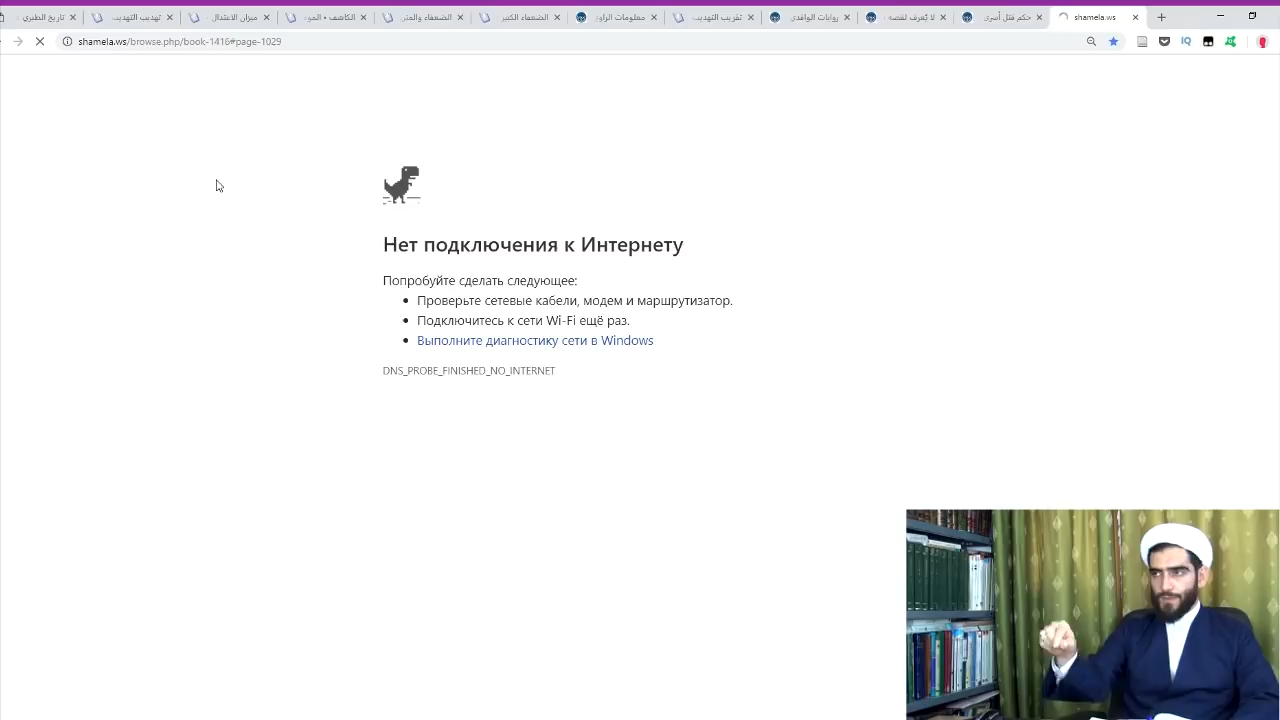 تاريخ الطبري
تهذيب التهذيب
ميزان الاعتدال
الكاشف • المو
الضعفاء والمتر
الضعفاء الكبير
معلومات الراو
تقريب التهذيب
روايات الواقدي
لا يُعرف لقصة
حكم قتل أسرى
shamela.ws
shamela.ws/browse.php/book-1416#page-1029
Нет подключения к Интернету
Попробуйте сделать следующее:
Проверьте сетевые кабели, модем и маршрутизатор.
Подключитесь к сети Wi-Fi ещё раз.
Выполните диагностику сети в Windows
DNS_PROBE_FINISHED_NO_INTERNET